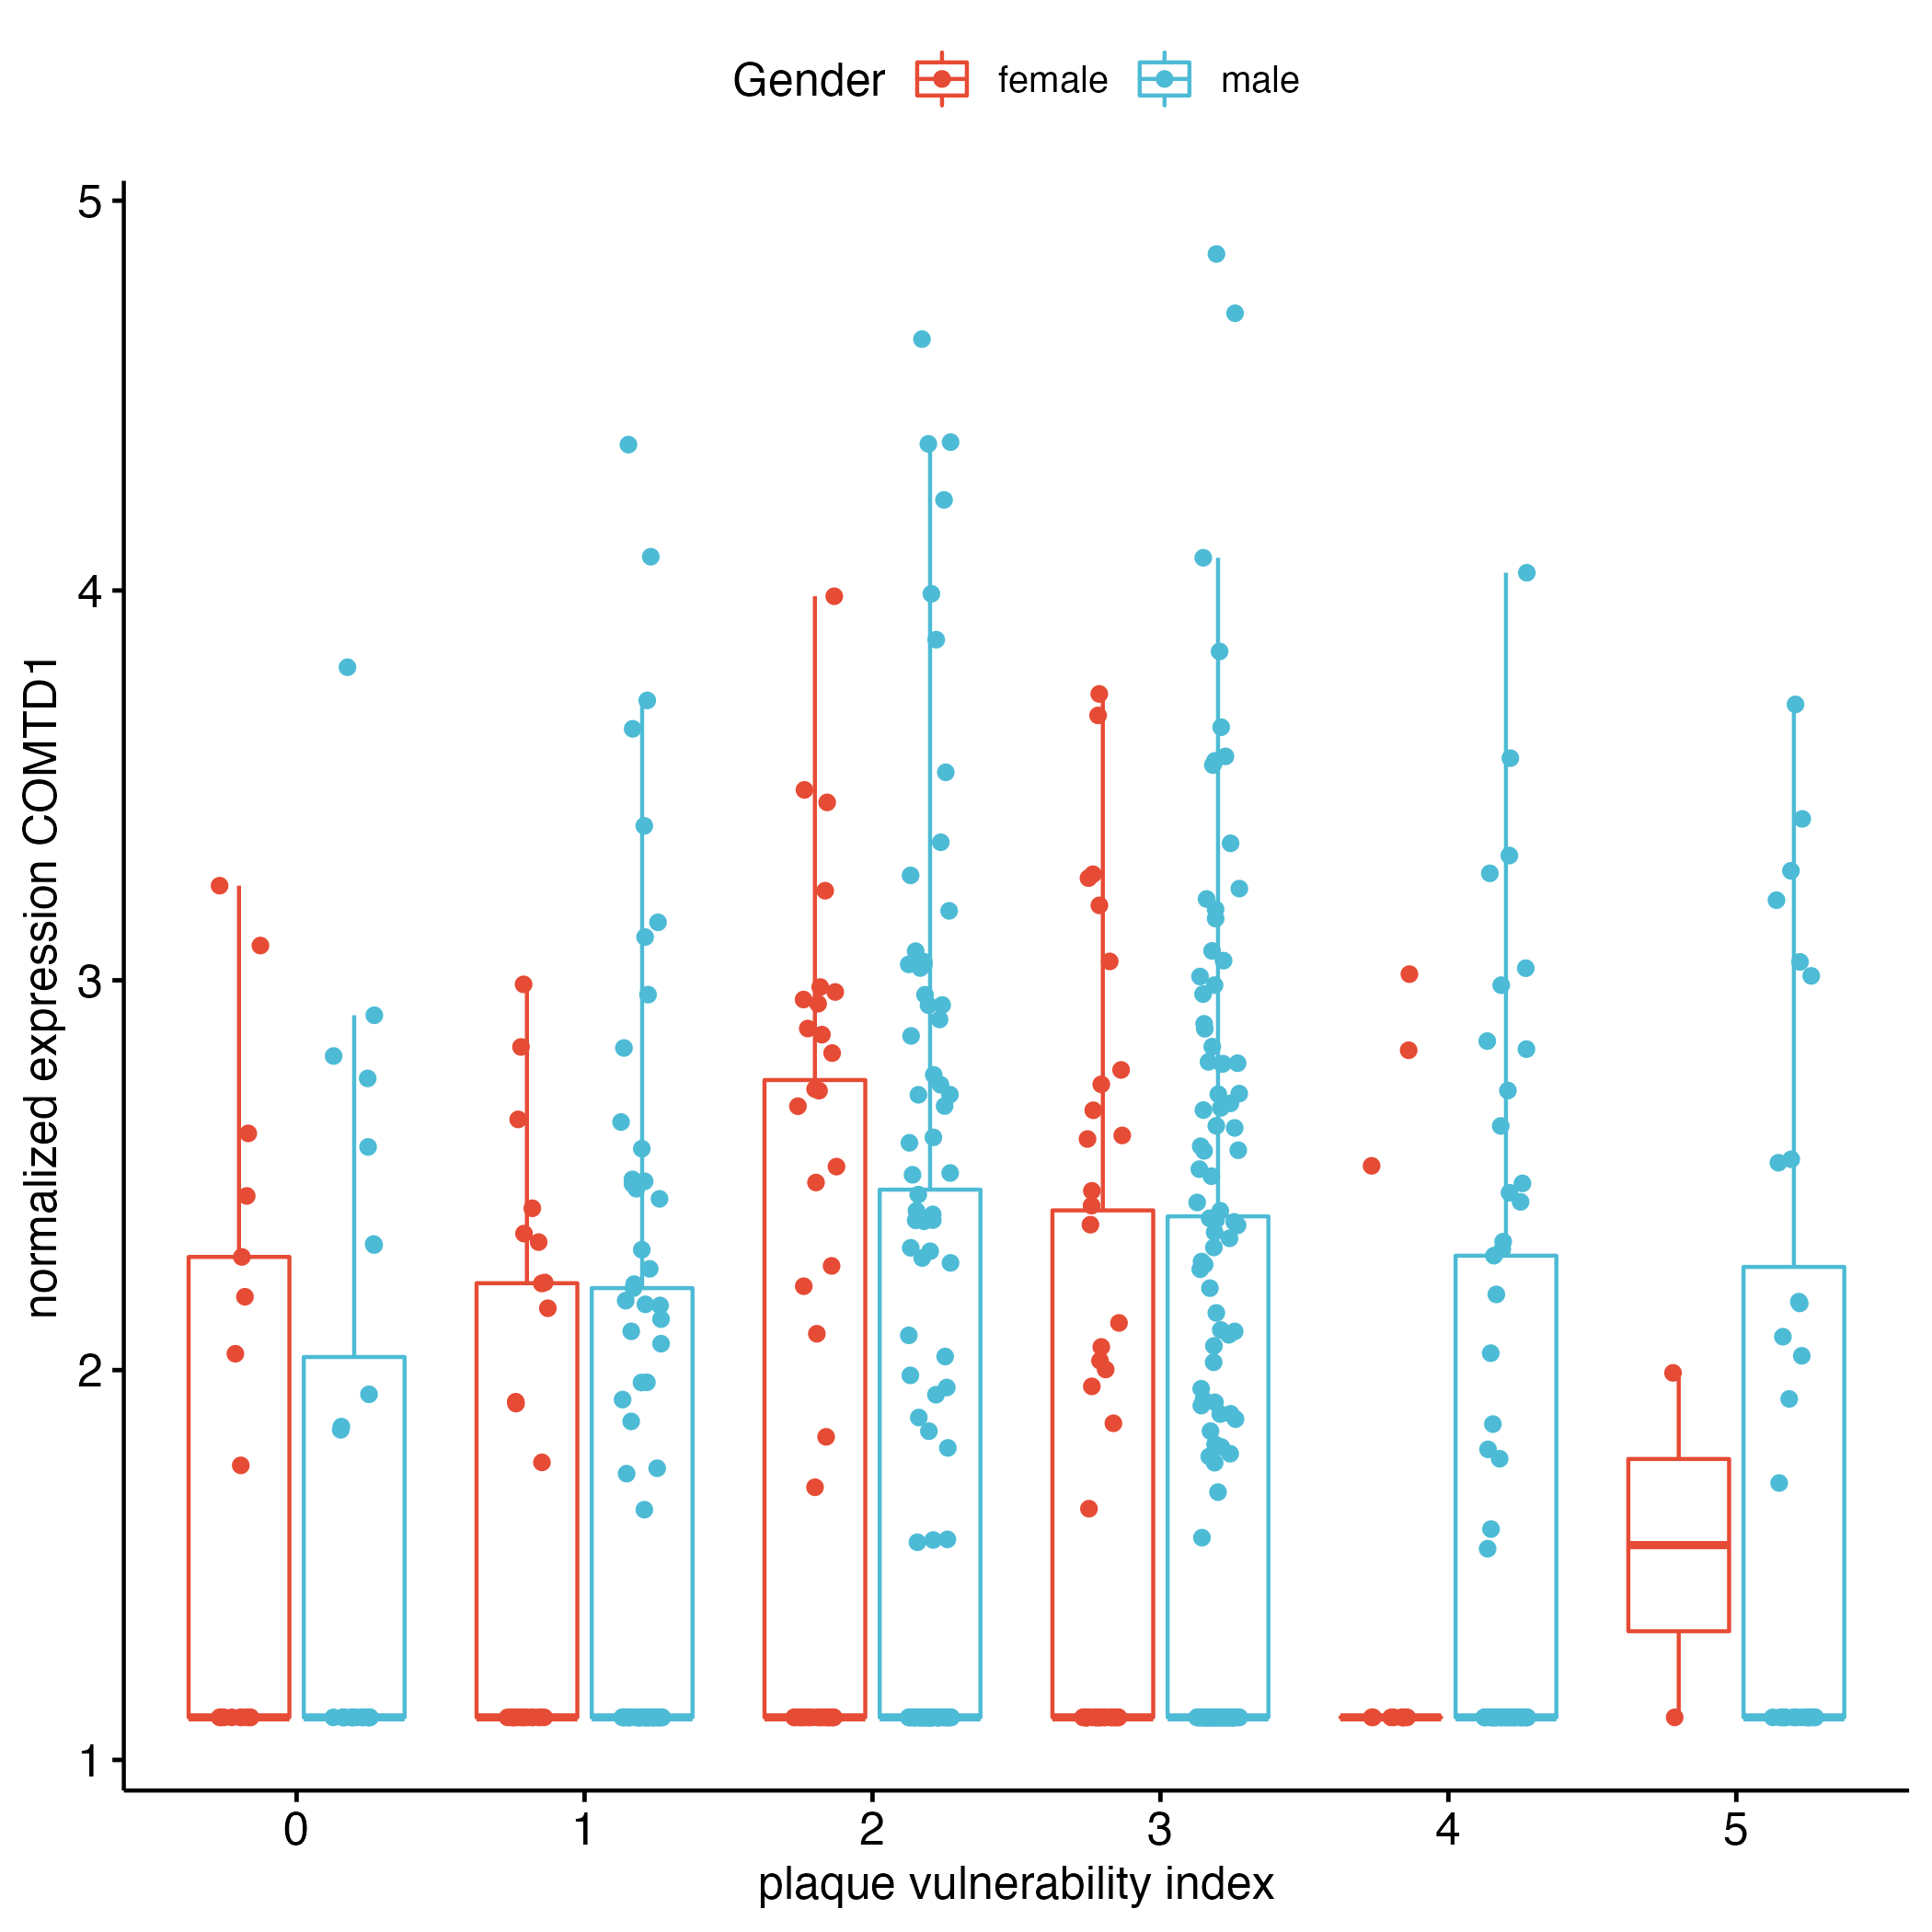 Gender female male
5
4
3
2
1
normalized expression COMTD1
0 1 2 3 4 5
plaque vulnerability index